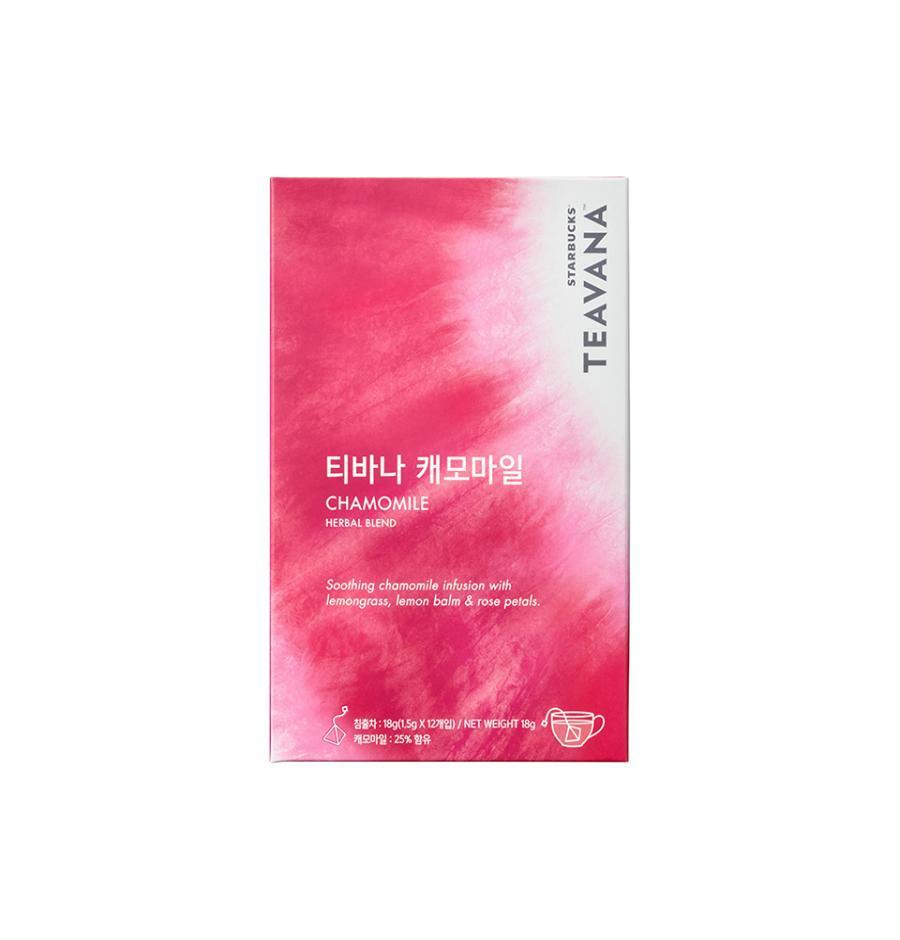 STARBUCKS
TEAVANA™
티바나 캐모마일
CHAMOMILE
HERBAL BLEND
Soothing chamomile infusion with
lemongrass, lemon balm & rose petals.
침출차 : 18g(1.5g X 12개입) / NET WEIGHT 18g
캐모마일 : 25% 함유